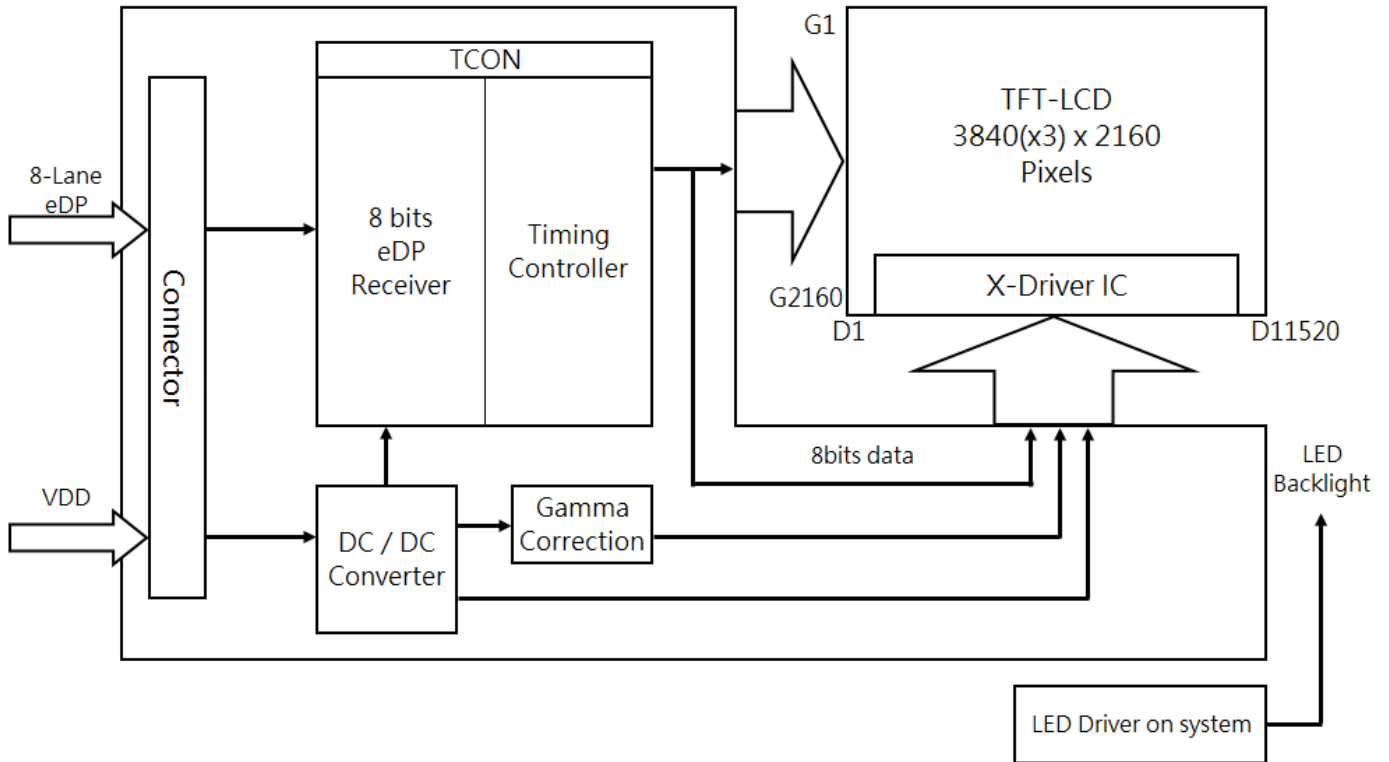 G1
TCON
TFT-LCD
3840(x3) x 2160
Pixels
8-Lane
eDP
8 bits
eDP
Receiver
Timing
Controller
Connector
X-Driver IC
G2160
D1
D11520
8bits data
LED
Backlight
VDD
Gamma
Correction
DC / DC
Converter
LED Driver on system